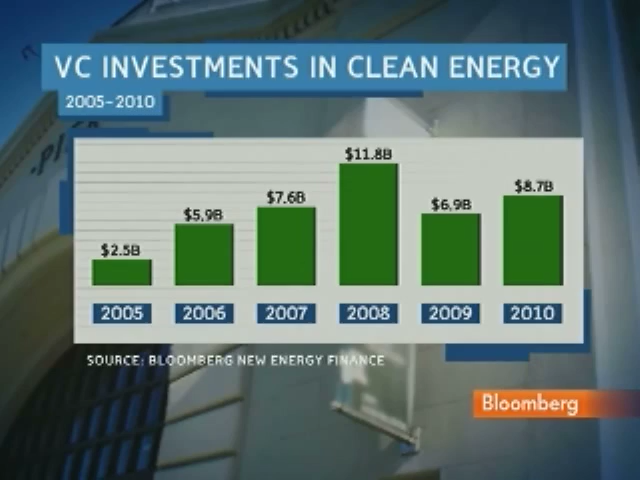 VC INVESTMENTS IN CLEAN ENERGY
2005-2010
$2.5B
$5.9B
$7.6B
$11.8B
$6.9B
$8.7B
2005 2006 2007 2008 2009 2010
SOURCE: BLOOMBERG NEW ENERGY FINANCE
Bloomberg